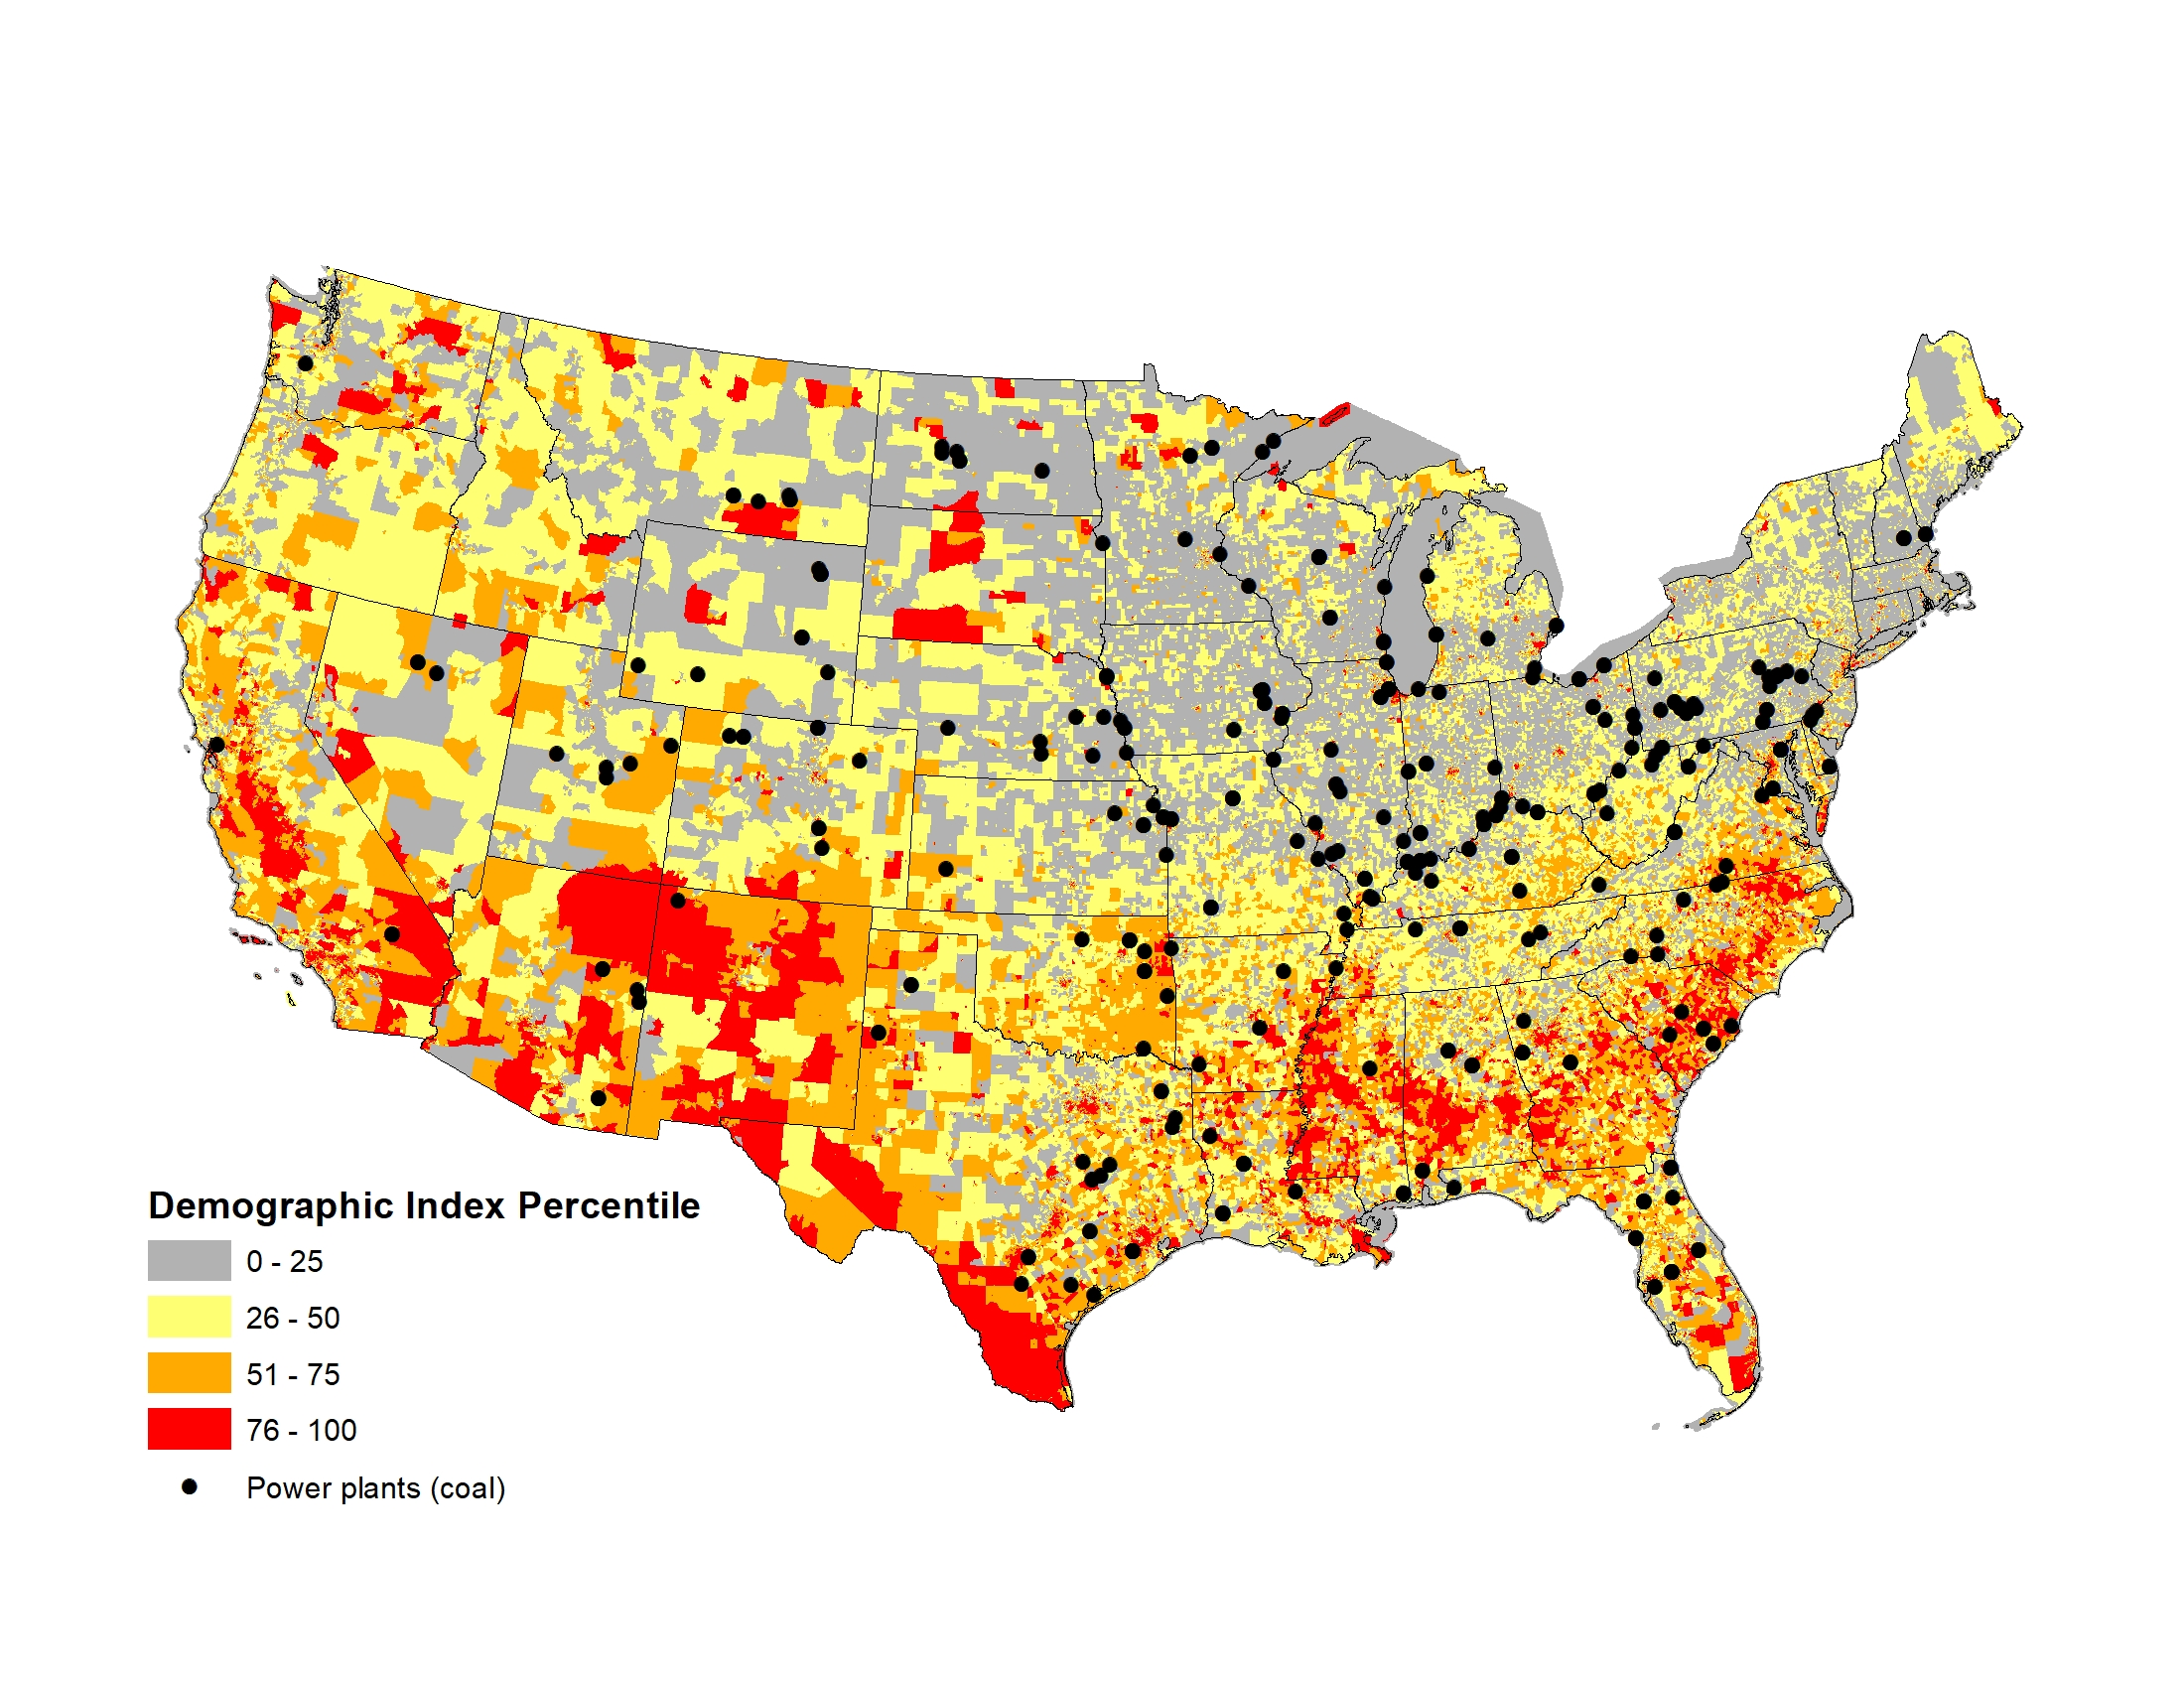 Demographic Index Percentile
0 - 25
26 - 50
51 - 75
76 - 100
Power plants (coal)